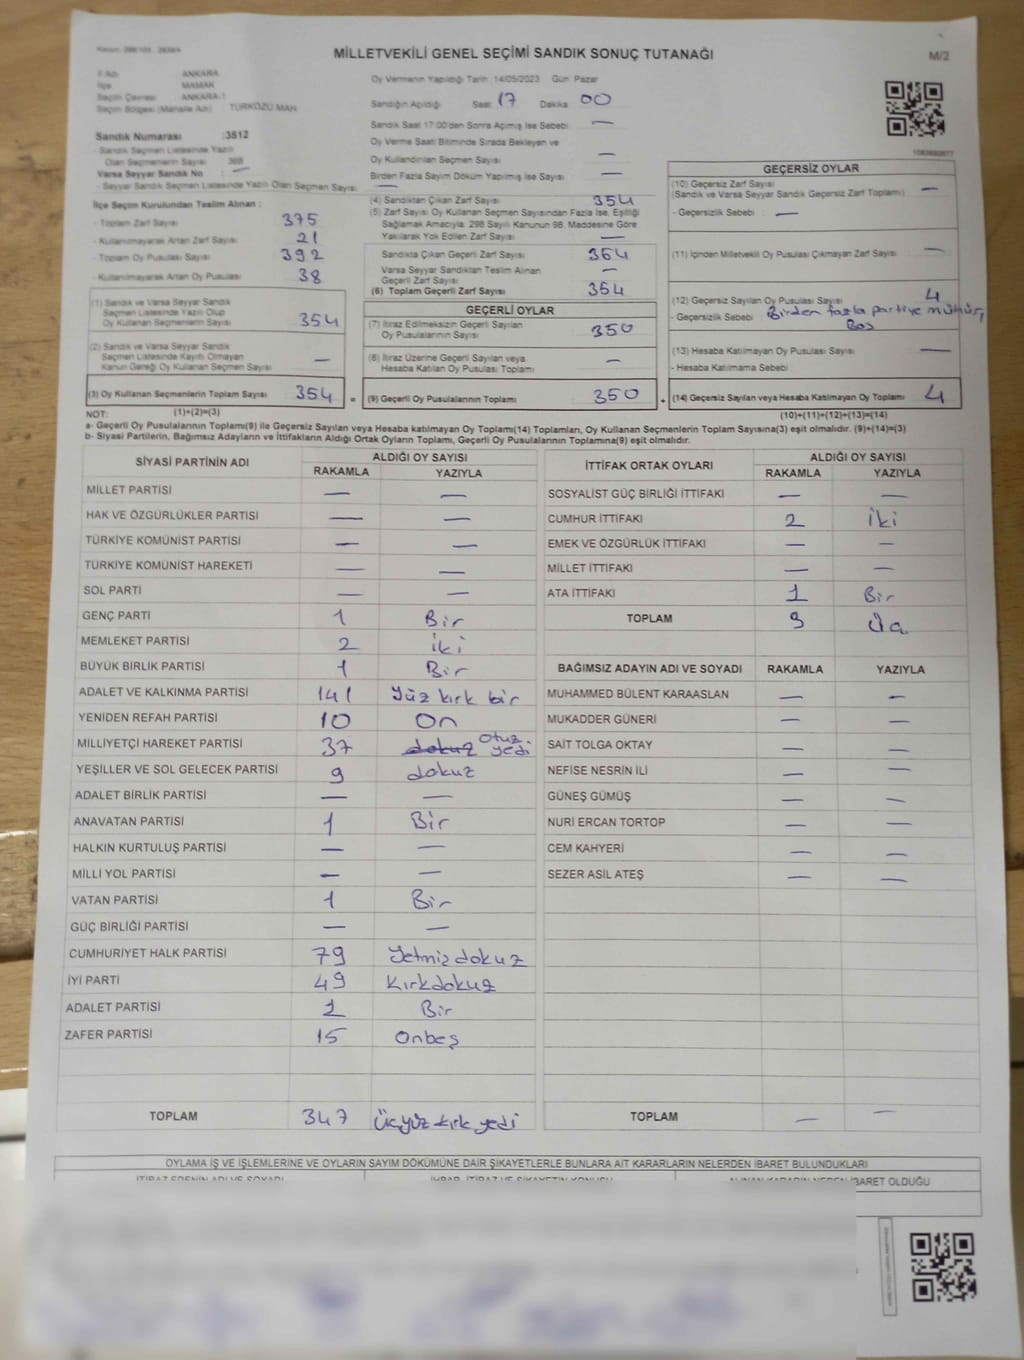 MİLLETVEKİLİ GENEL SEÇİMİ SANDIK SONUÇ TUTANAĞI
M/2
İl Adı ANKARA
İlçe MAMAK
Seçim Çevresi ANKARA-1
Seçim Bölgesi (Mahalle Adı) TÜRKÖZÜ MAH
Oy Vermenin Yapıldığı Tarih :14/05/2023 Gün: Pazar
Sandığın Açıldığı Saat 17 Dakika 00
Sandık Saat 17:00'den Sonra Açılmış İse Sebebi —
Oy Verme Saati Bitiminde Sırada Bekleyen ve
Oy Kullandırılan Seçmen Sayısı —
Birden Fazla Sayım Döküm Yapılmış İse Sayısı —
Sandık Numarası :3812
- Sandık Seçmen Listesinde Yazılı
Olan Seçmenlerin Sayısı
Varsa Seyyar Sandık No —
- Seyyar Sandık Seçmen Listesinde Yazılı Olan Seçmen Sayısı —
İlçe Seçim Kurulundan Teslim Alınan :
- Toplam Zarf Sayısı 375
- Kullanılmayarak Artan Zarf Sayısı 21
- Toplam Oy Pusulası Sayısı 392
- Kullanılmayarak Artan Oy Pusulası 38
(1) Sandık ve Varsa Seyyar Sandık
Seçmen Listesinde Yazılı Olup
Oy Kullanan Seçmenlerin Sayısı 354
(2) Sandık ve Varsa Seyyar Sandık
Seçmen Listesinde Kayıtlı Olmayan
Kanun Gereği Oy Kullanan Seçmen Sayısı —
(3) Oy Kullanan Seçmenlerin Toplam Sayısı 354 =
(1)+(2)=(3)
(4) Sandıktan Çıkan Zarf Sayısı 354
(5) Zarf Sayısı Oy Kullanan Seçmen Sayısından Fazla İse, Eşitliği
Sağlamak Amacıyla, 298 Sayılı Kanunun 98. Maddesine Göre
Yakılarak Yok Edilen Zarf Sayısı —
Sandıkta Çıkan Geçerli Zarf Sayısı 354
Varsa Seyyar Sandıktan Teslim Alınan
Geçerli Zarf Sayısı —
(6) Toplam Geçerli Zarf Sayısı 354
GEÇERLİ OYLAR
(7) İtiraz Edilmeksizin Geçerli Sayılan
Oy Pusulalarının Sayısı 350
(8) İtiraz Üzerine Geçerli Sayılan veya
Hesaba Katılan Oy Pusulası Toplamı —
(9) Geçerli Oy Pusulalarının Toplamı 350 +
GEÇERSİZ OYLAR
(10) Geçersiz Zarf Sayısı
(Sandık ve Varsa Seyyar Sandık Geçersiz Zarf Toplamı) —
- Geçersizlik Sebebi : —
(11) İçinden Milletvekili Oy Pusulası Çıkmayan Zarf Sayısı —
(12) Geçersiz Sayılan Oy Pusulası Sayısı 4
- Geçersizlik Sebebi Birden fazla partiye mühür, Boş
(13) Hesaba Katılmayan Oy Pusulası Sayısı —
- Hesaba Katılmama Sebebi
(14) Geçersiz Sayılan veya Hesaba Katılmayan Oy Toplamı 4
(10)+(11)+(12)+(13)=(14)
NOT:
a- Geçerli Oy Pusulalarının Toplamı(9) ile Geçersiz Sayılan veya Hesaba katılmayan Oy Toplamı(14) Toplamları, Oy Kullanan Seçmenlerin Toplam Sayısına(3) eşit olmalıdır. (9)+(14)=(3)
b- Siyasi Partilerin, Bağımsız Adayların ve İttifakların Aldığı Ortak Oyların Toplamı, Geçerli Oy Pusulalarının Toplamına(9) eşit olmalıdır.
SİYASİ PARTİNİN ADI ALDIĞI OY SAYISI
RAKAMLA YAZIYLA
MİLLET PARTİSİ — —
HAK VE ÖZGÜRLÜKLER PARTİSİ — —
TÜRKİYE KOMÜNİST PARTİSİ — —
TÜRKİYE KOMÜNİST HAREKETİ — —
SOL PARTİ — —
GENÇ PARTİ 1 Bir
MEMLEKET PARTİSİ 2 iki
BÜYÜK BİRLİK PARTİSİ 1 Bir
ADALET VE KALKINMA PARTİSİ 141 Yüz kırk bir
YENİDEN REFAH PARTİSİ 10 On
MİLLİYETÇİ HAREKET PARTİSİ 37 dokuz Otuz yedi
YEŞİLLER VE SOL GELECEK PARTİSİ 9 dokuz
ADALET BİRLİK PARTİSİ — —
ANAVATAN PARTİSİ 1 Bir
HALKIN KURTULUŞ PARTİSİ — —
MİLLİ YOL PARTİSİ — —
VATAN PARTİSİ 1 Bir
GÜÇ BİRLİĞİ PARTİSİ — —
CUMHURİYET HALK PARTİSİ 79 Yetmiş dokuz
İYİ PARTİ 49 Kırkdokuz
ADALET PARTİSİ 1 Bir
ZAFER PARTİSİ 15 Onbeş
TOPLAM 347 Üçyüz kırk yedi
İTTİFAK ORTAK OYLARI ALDIĞI OY SAYISI
RAKAMLA YAZIYLA
SOSYALİST GÜÇ BİRLİĞİ İTTİFAKI — —
CUMHUR İTTİFAKI 2 iki
EMEK VE ÖZGÜRLÜK İTTİFAKI — —
MİLLET İTTİFAKI — —
ATA İTTİFAKI 1 Bir
TOPLAM 3 Üç
BAĞIMSIZ ADAYIN ADI VE SOYADI RAKAMLA YAZIYLA
MUHAMMED BÜLENT KARAASLAN — —
MUKADDER GÜNERİ — —
SAİT TOLGA OKTAY — —
NEFİSE NESRİN İLİ — —
GÜNEŞ GÜMÜŞ — —
NURİ ERCAN TORTOP — —
CEM KAHYERİ — —
SEZER ASİL ATEŞ — —
TOPLAM — —
OYLAMA İŞ VE İŞLEMLERİNE VE OYLARIN SAYIM DÖKÜMÜNE DAİR ŞİKAYETLERLE BUNLARA AİT KARARLARIN NELERDEN İBARET BULUNDUKLARI
İTİRAZ EDENİN ADI VE SOYADI İHBAR, İTİRAZ VE ŞİKAYETİN KONUSU ALINAN KARARIN NEDEN İBARET OLDUĞU